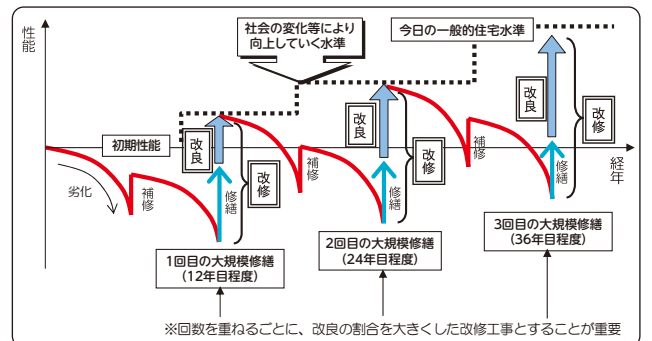 性能
社会の変化等により
向上していく水準
今日の一般的住宅水準
初期性能
劣化
補修
改良
修繕
改修
補修
改良
修繕
改修
補修
改良
修繕
改修
経年
1回目の大規模修繕
(12年目程度)
2回目の大規模修繕
(24年目程度)
3回目の大規模修繕
(36年目程度)
※回数を重ねるごとに、改良の割合を大きくした改修工事とすることが重要